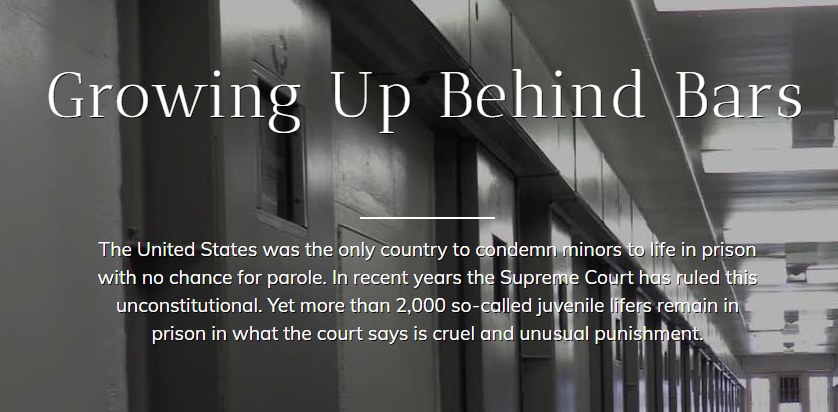 Growing Up Behind Bars
The United States was the only country to condemn minors to life in prison
with no chance for parole. In recent years the Supreme Court has ruled this
unconstitutional. Yet more than 2,000 so-called juvenile lifers remain in
prison in what the court says is cruel and unusual punishment.